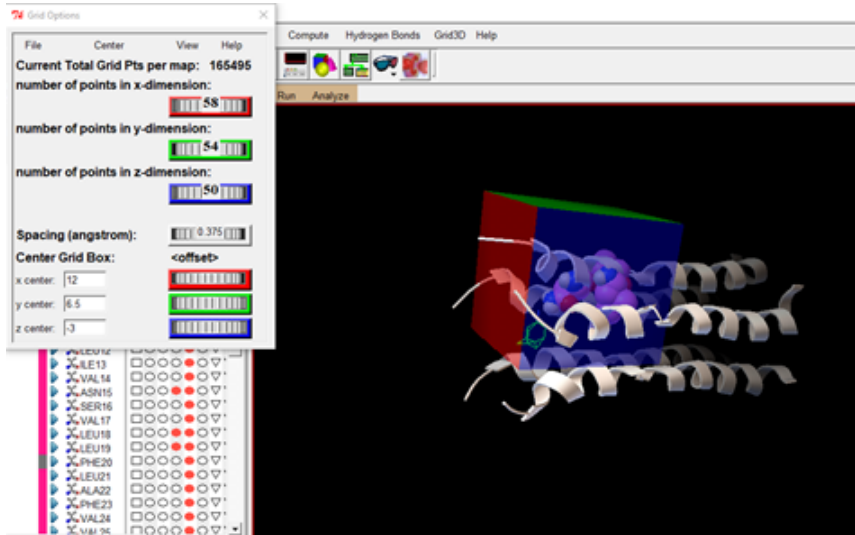 Grid Options
File Center View Help
Current Total Grid Pts per map: 165495
number of points in x-dimension:
58
number of points in y-dimension:
54
number of points in z-dimension:
50
Spacing (angstrom): 0.375
Center Grid Box: <offset>
x center: 12
y center: 6.5
z center: -3
Compute Hydrogen Bonds Grid3D Help
Run Analyze
LEU12
ILE13
VAL14
ASN15
SER16
VAL17
LEU18
LEU19
PHE20
LEU21
ALA22
PHE23
VAL24
VAL25